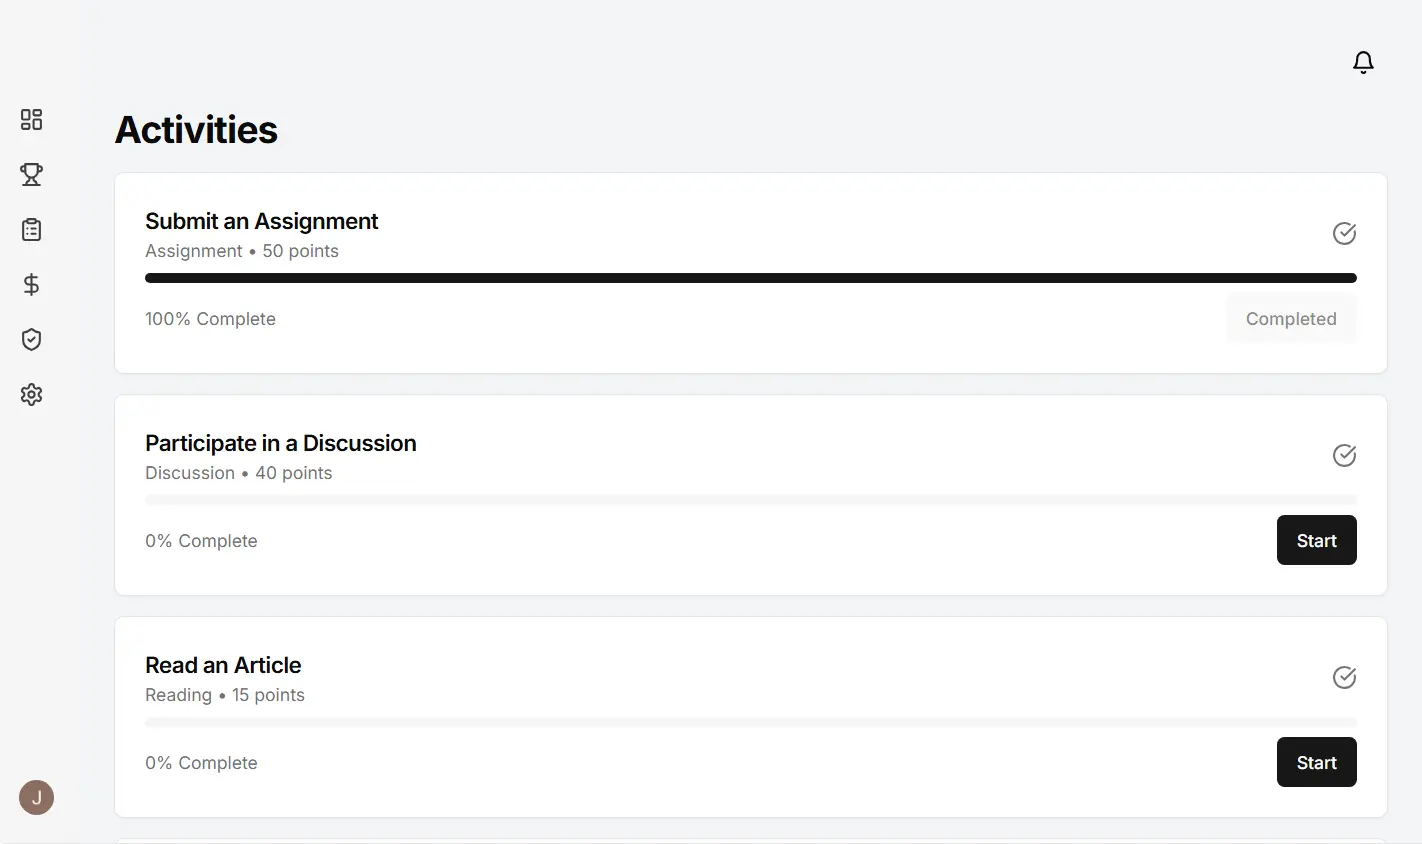 Activities
Submit an Assignment
Assignment • 50 points
100% Complete
Completed
Participate in a Discussion
Discussion • 40 points
0% Complete
Start
Read an Article
Reading • 15 points
0% Complete
Start
J